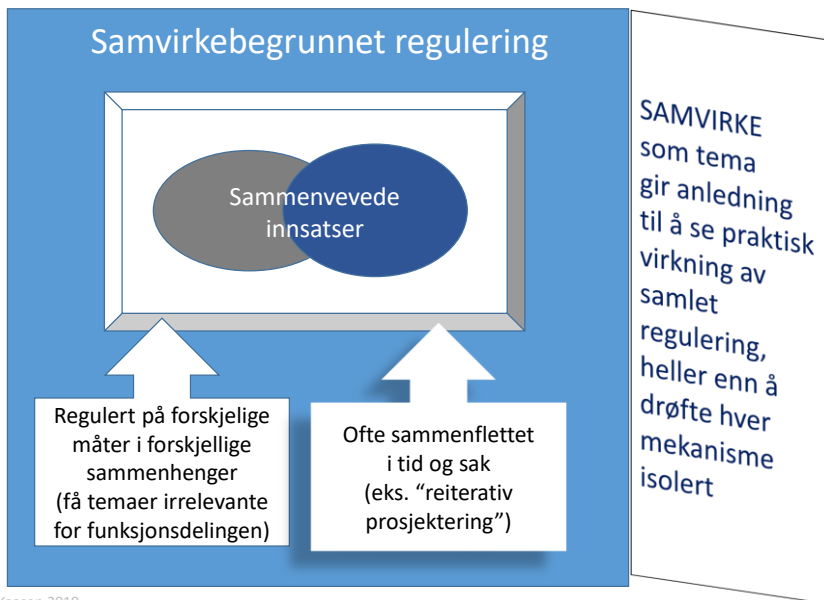 Samvirkebegrunnet regulering
Sammenvevede
innsatser
Regulert på forskjelige
måter i forskjellige
sammenhenger
(få temaer irrelevante
for funksjonsdelingen)
Ofte sammenflettet
i tid og sak
(eks. “reiterativ
prosjektering”)
SAMVIRKE
som tema
gir anledning
til å se praktisk
virkning av
samlet
regulering,
heller enn å
drøfte hver
mekanisme
isolert